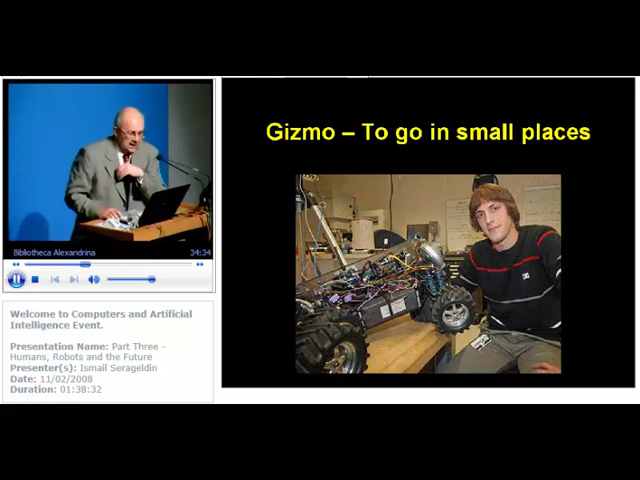 Gizmo – To go in small places
Bibliotheca Alexandrina
34:34
Welcome to Computers and Artificial
Intelligence Event.
Presentation Name: Part Three -
Humans, Robots and the Future
Presenter(s): Ismail Serageldin
Date: 11/02/2008
Duration: 01:38:32